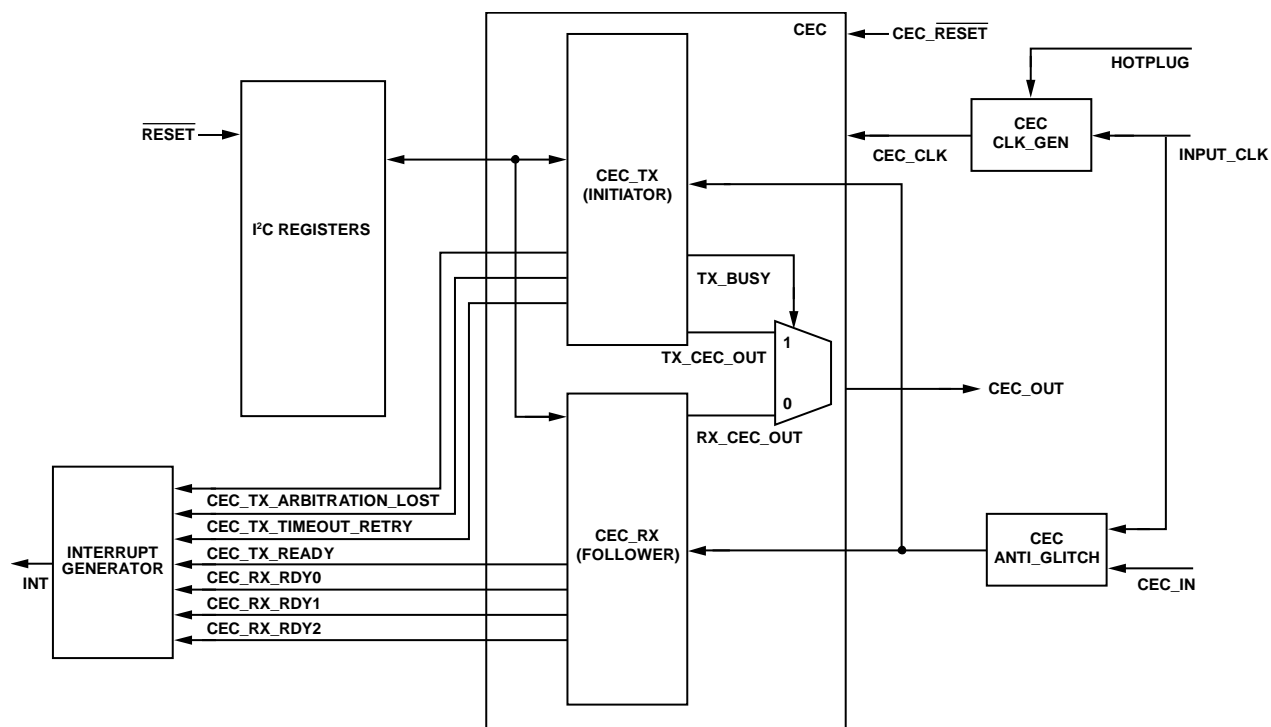 CEC
CEC_RESET
HOTPLUG
CEC
CLK_GEN
RESET
CEC_CLK
INPUT_CLK
CEC_TX
(INITIATOR)
I²C REGISTERS
TX_BUSY
1
TX_CEC_OUT
CEC_OUT
0
RX_CEC_OUT
CEC_TX_ARBITRATION_LOST
CEC_TX_TIMEOUT_RETRY
CEC_TX_READY
CEC_RX_RDY0
CEC_RX_RDY1
CEC_RX_RDY2
CEC_RX
(FOLLOWER)
CEC
ANTI_GLITCH
INTERRUPT
GENERATOR
INT
CEC_IN